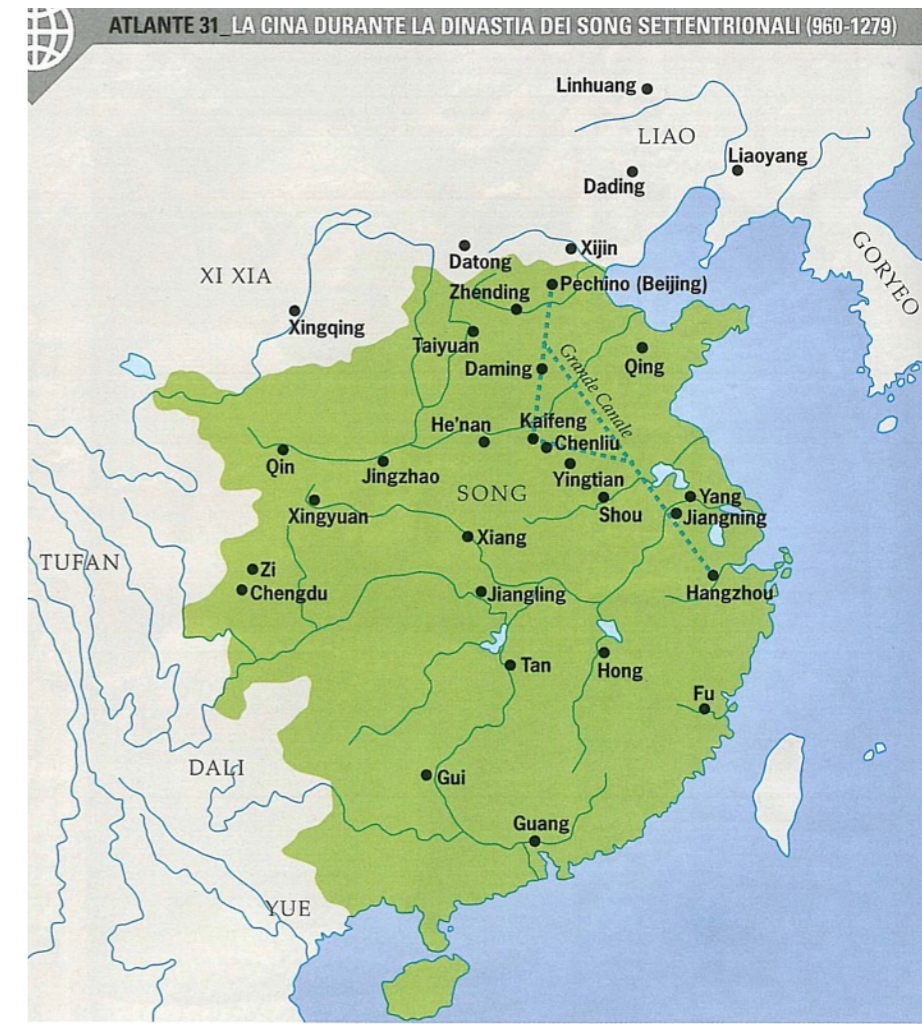 ATLANTE 31_LA CINA DURANTE LA DINASTIA DEI SONG SETTENTRIONALI (960-1279)
Linhuang
LIAO
Liaoyang
Dading
GORYEO
Datong
Xijin
XI XIA
Zhending
Pechino (Beijing)
Xingqing
Taiyuan
Grande Canale
Daming
Qing
He'nan
Kaifeng
Chenliu
Qin
Jingzhao
Yingtian
SONG
Yang
Xingyuan
Shou
Jiangning
Xiang
TUFAN
Zi
Chengdu
Jiangling
Hangzhou
Tan
Hong
Fu
DALI
Gui
Guang
YUE